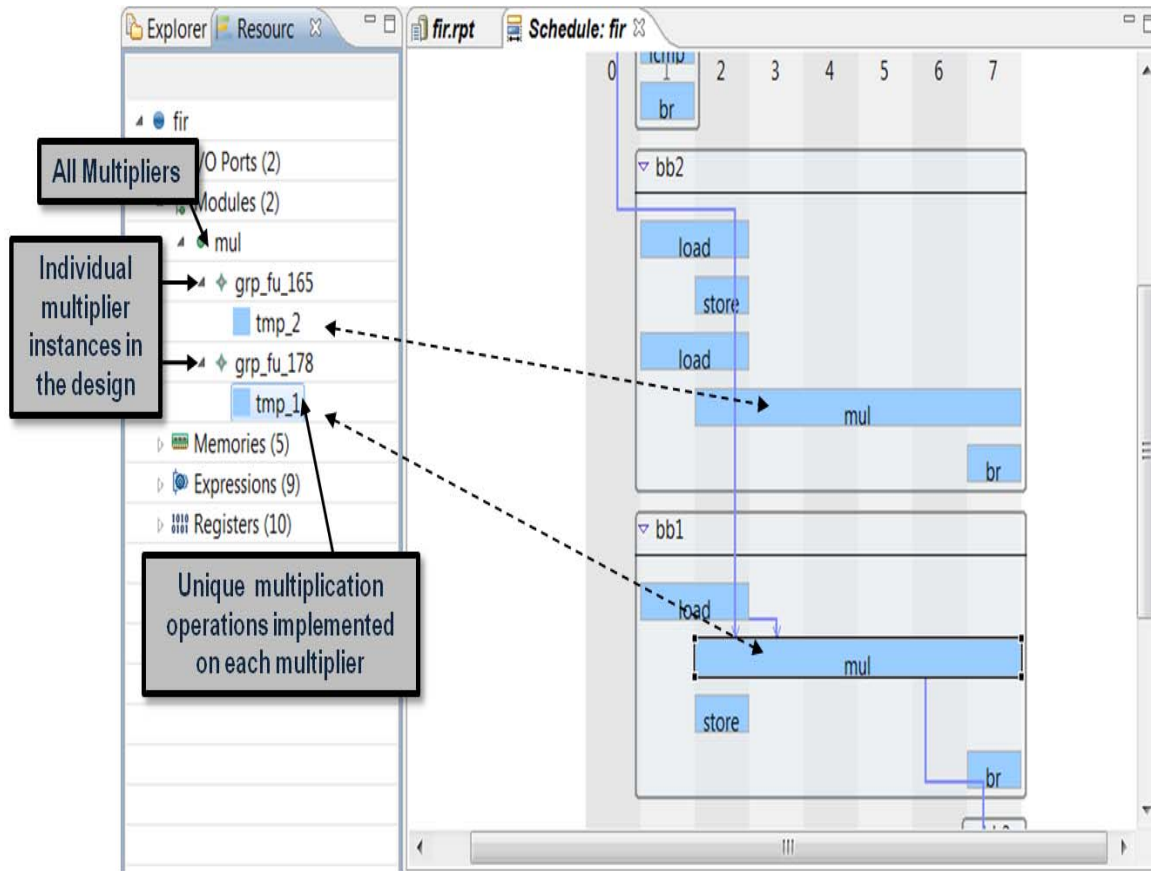 Explorer
Resourc
fir.rpt
Schedule: fir
0 1 2 3 4 5 6 7
br
fir
I/O Ports (2)
All Multipliers
Modules (2)
mul
Individual
multiplier
instances in
the design
grp_fu_165
tmp_2
grp_fu_178
tmp_1
Memories (5)
Expressions (9)
Registers (10)
Unique multiplication
operations implemented
on each multiplier
bb2
load
store
load
mul
br
bb1
load
mul
store
br